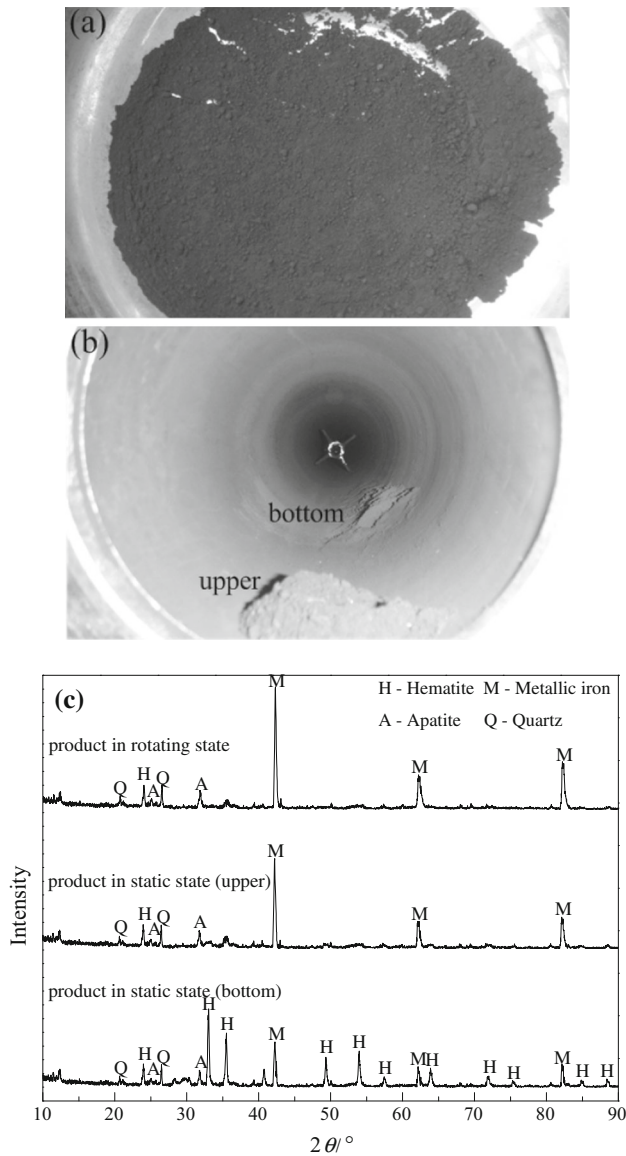 (a)
(b)
bottom
upper
(c)
H - Hematite M - Metallic iron
A - Apatite Q - Quartz
product in rotating state
Q H A Q A M M M
product in static state (upper)
Q H A Q A M M M
product in static state (bottom)
Q H A Q A H H M H H H M H H H M H H
Intensity
10 20 30 40 50 60 70 80 90
2θ/°